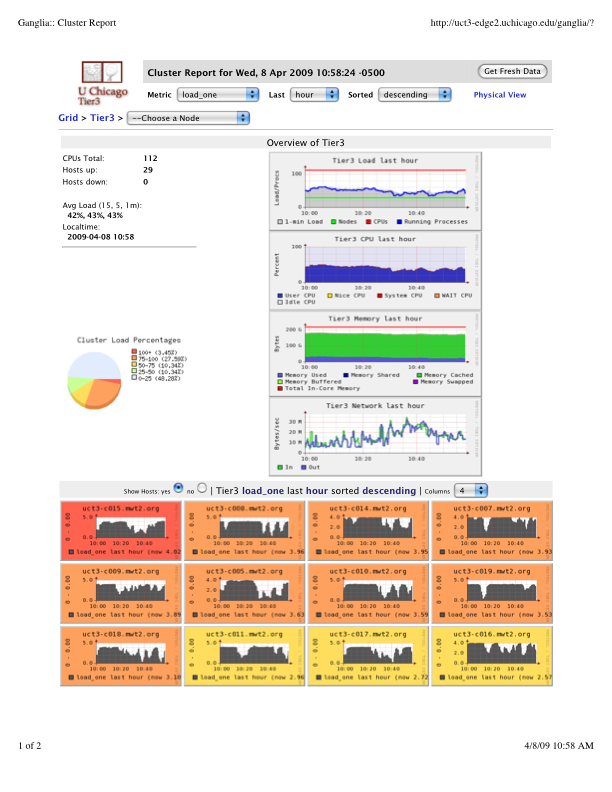 Ganglia:: Cluster Report
http://uct3-edge2.uchicago.edu/ganglia/?
U Chicago
Tier3
Cluster Report for Wed, 8 Apr 2009 10:58:24 -0500
Get Fresh Data
Metric load_one Last hour Sorted descending Physical View
Grid > Tier3 > --Choose a Node
Overview of Tier3
CPUs Total: 112
Hosts up: 29
Hosts down: 0
Avg Load (15, 5, 1m):
42%, 43%, 43%
Localtime:
2009-04-08 10:58
Cluster Load Percentages
100+ (3.45%)
75-100 (27.59%)
50-75 (10.34%)
25-50 (10.34%)
0-25 (48.28%)
Tier3 Load last hour
Load/Procs
100
0
10:00 10:20 10:40
1-min Load Nodes CPUs Running Processes
Tier3 CPU last hour
Percent
100
0
10:00 10:20 10:40
User CPU Nice CPU System CPU WAIT CPU
Idle CPU
Tier3 Memory last hour
Bytes
200 G
100 G
0
10:00 10:20 10:40
Memory Used Memory Shared Memory Cached
Memory Buffered Memory Swapped
Total In-Core Memory
Tier3 Network last hour
Bytes/sec
30 M
20 M
10 M
0
10:00 10:20 10:40
In Out
Show Hosts: yes no | Tier3 load_one last hour sorted descending | Columns 4
uct3-c015.mwt2.org uct3-c008.mwt2.org uct3-c014.mwt2.org uct3-c007.mwt2.org
5.0 5.0 5.0 4.0
2.0
0.0 0.0 0.0 0.0
10:00 10:20 10:40 10:00 10:20 10:40 10:00 10:20 10:40 10:00 10:20 10:40
load_one last hour (now 4.02 load_one last hour (now 3.96 load_one last hour (now 3.95 load_one last hour (now 3.93
uct3-c009.mwt2.org uct3-c005.mwt2.org uct3-c010.mwt2.org uct3-c019.mwt2.org
5.0 4.0 5.0 5.0
2.0
0.0 0.0 0.0 0.0
10:00 10:20 10:40 10:00 10:20 10:40 10:00 10:20 10:40 10:00 10:20 10:40
load_one last hour (now 3.89 load_one last hour (now 3.63 load_one last hour (now 3.59 load_one last hour (now 3.53
uct3-c018.mwt2.org uct3-c011.mwt2.org uct3-c017.mwt2.org uct3-c016.mwt2.org
5.0 5.0 5.0 4.0
2.0
0.0 0.0 0.0 0.0
10:00 10:20 10:40 10:00 10:20 10:40 10:00 10:20 10:40 10:00 10:20 10:40
load_one last hour (now 3.10 load_one last hour (now 2.96 load_one last hour (now 2.72 load_one last hour (now 2.57
1 of 2
4/8/09 10:58 AM